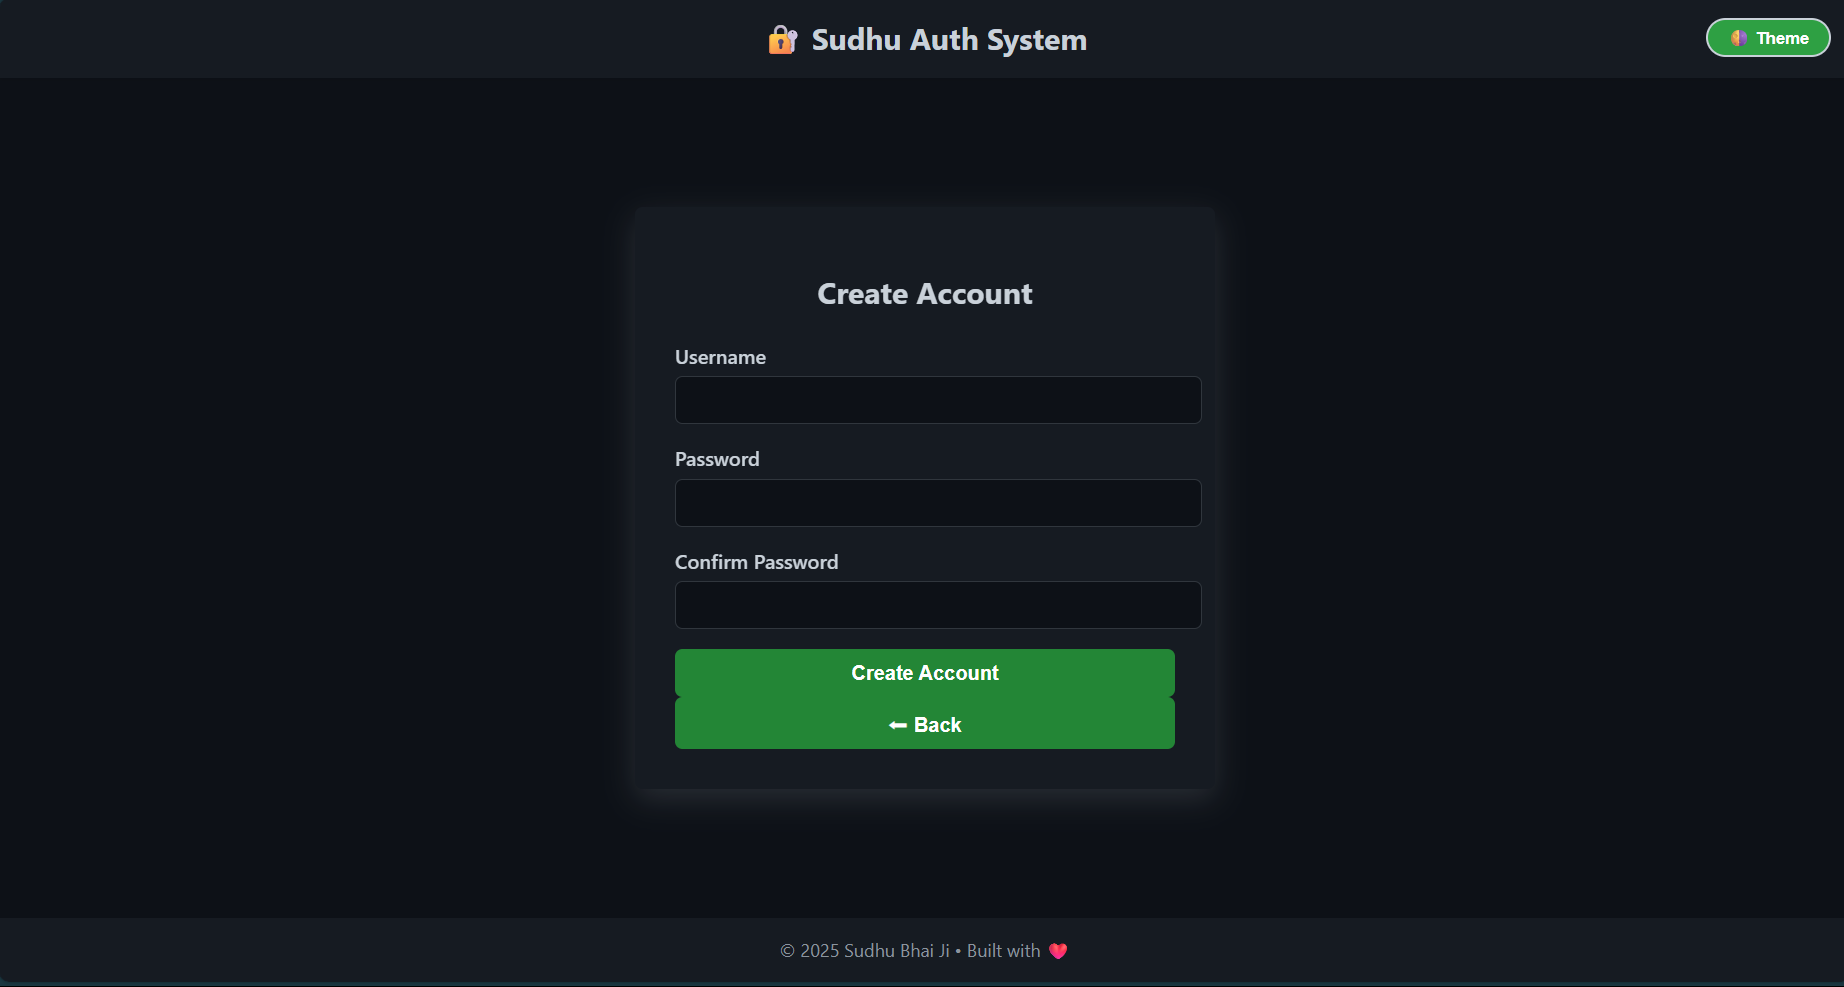 🔐 Sudhu Auth System
🧠 Theme
Create Account
Username
Password
Confirm Password
Create Account
⬅ Back
© 2025 Sudhu Bhai Ji • Built with ❤️